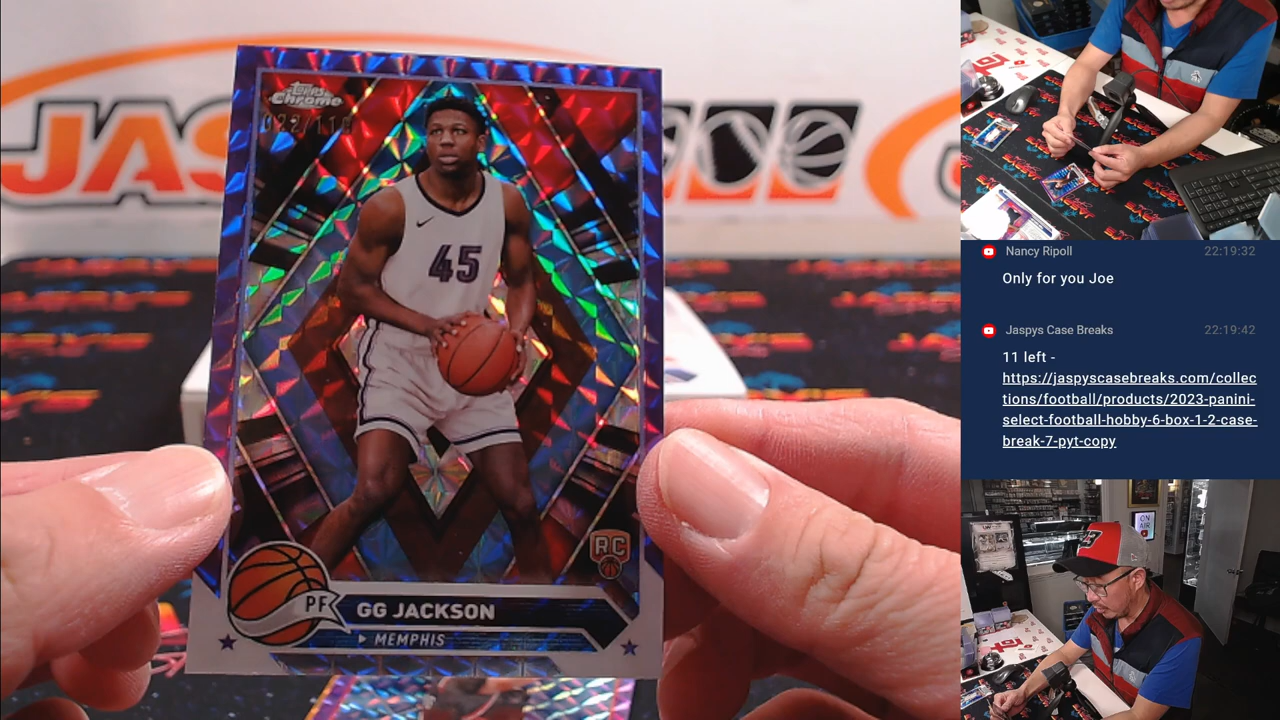 Topps
Chrome
022/119
JAS
45
RC
PF
GG JACKSON
MEMPHIS
Nancy Ripoll
22:19:32
Only for you Joe
Jaspys Case Breaks
22:19:42
11 left -
https://jaspyscasebreaks.com/collec
tions/football/products/2023-panini-
select-football-hobby-6-box-1-2-case-
break-7-pyt-copy
ON
AIR